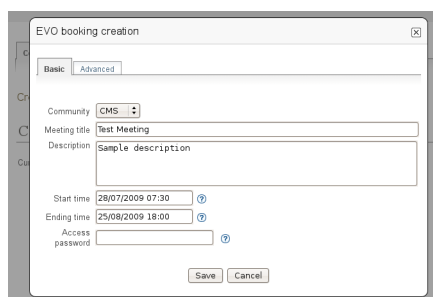 EVO booking creation
Basic Advanced
Community CMS
Meeting title Test Meeting
Description Sample description
Start time 28/07/2009 07:30
Ending time 25/08/2009 18:00
Access
password
Save Cancel